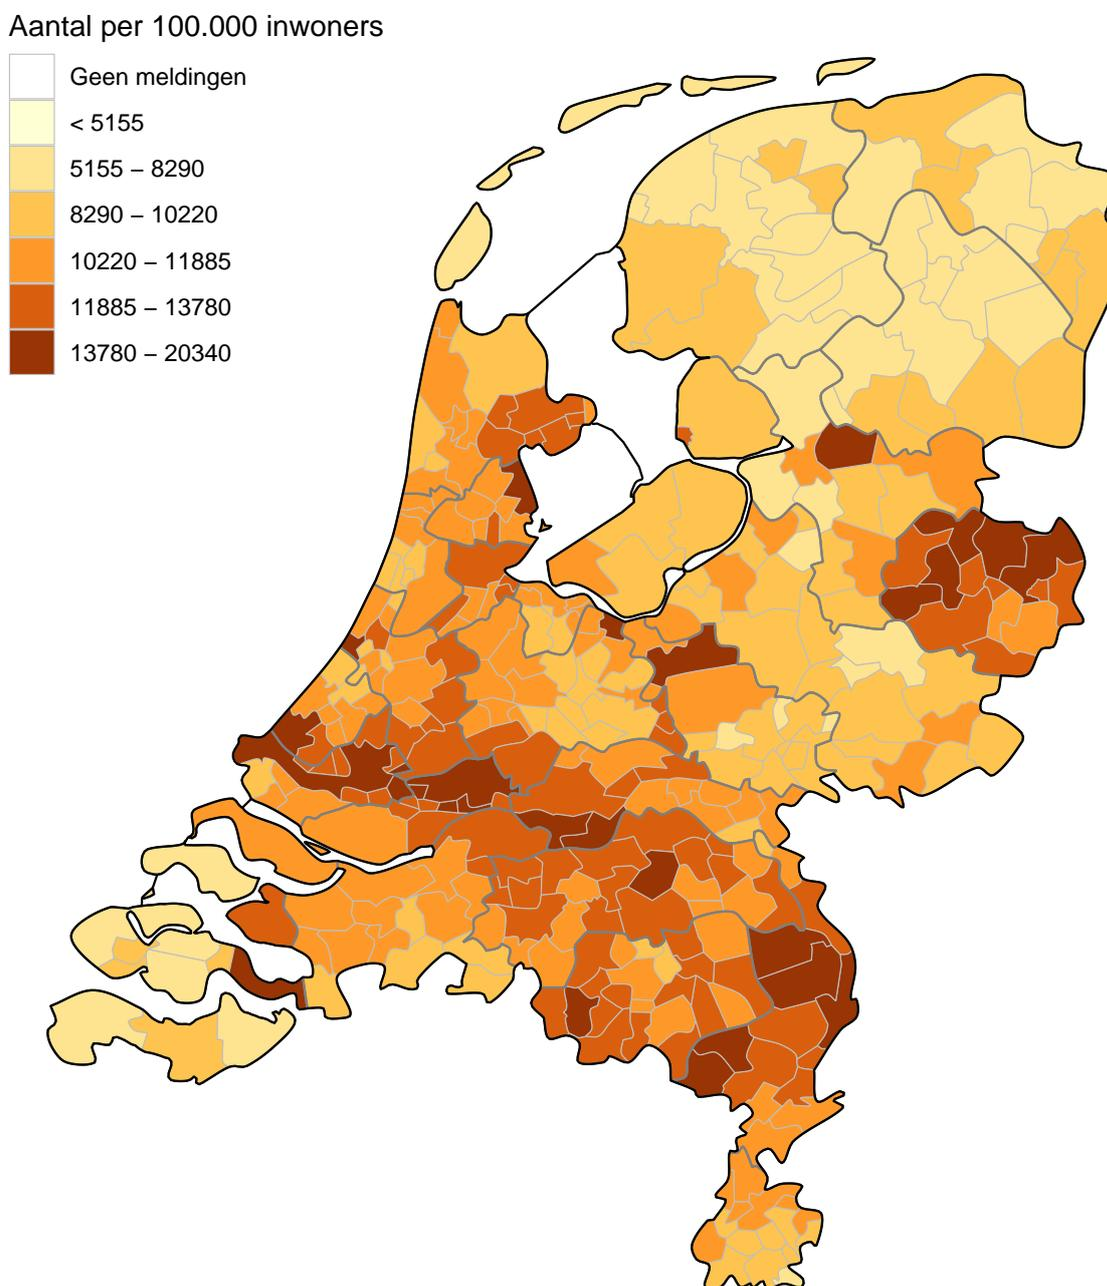 Aantal per 100.000 inwoners
Geen meldingen
< 5155
5155 – 8290
8290 – 10220
10220 – 11885
11885 – 13780
13780 – 20340